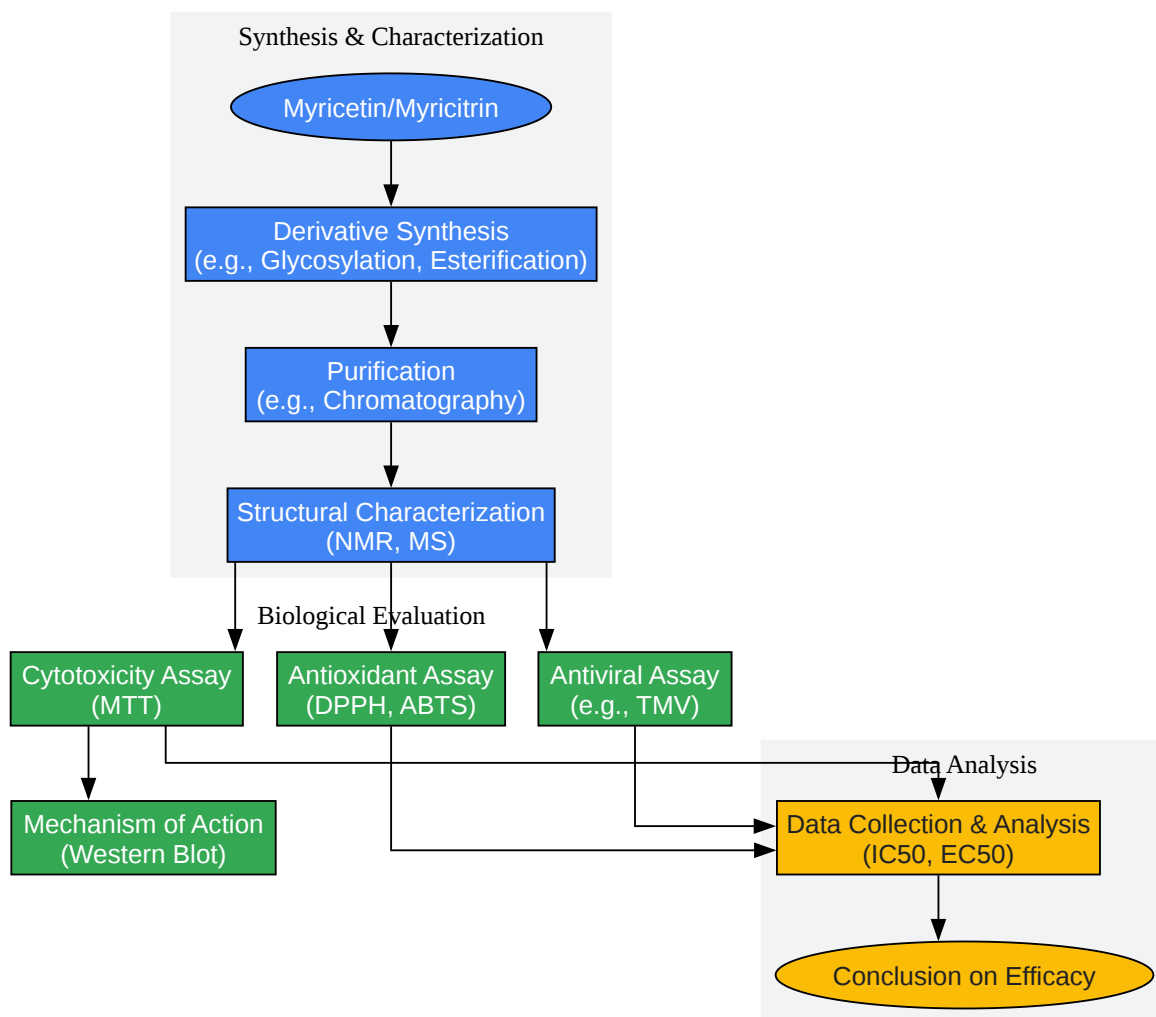 Synthesis & Characterization
Myricetin/Myricitrin
Derivative Synthesis
(e.g., Glycosylation, Esterification)
Purification
(e.g., Chromatography)
Structural Characterization
(NMR, MS)
Biological Evaluation
Cytotoxicity Assay
(MTT)
Antioxidant Assay
(DPPH, ABTS)
Antiviral Assay
(e.g., TMV)
Mechanism of Action
(Western Blot)
Data Analysis
Data Collection & Analysis
(IC50, EC50)
Conclusion on Efficacy